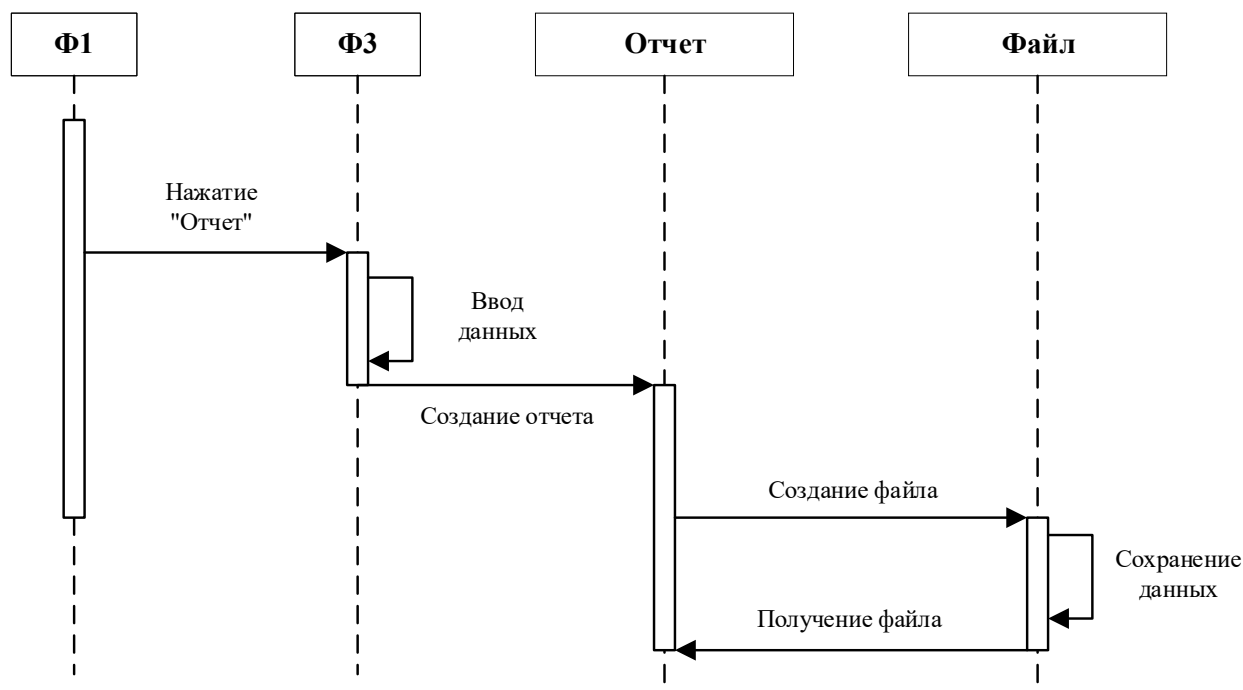 Ф1
Ф3
Отчет
Файл
Нажатие
"Отчет"
Ввод
данных
Создание отчета
Создание файла
Сохранение
данных
Получение файла